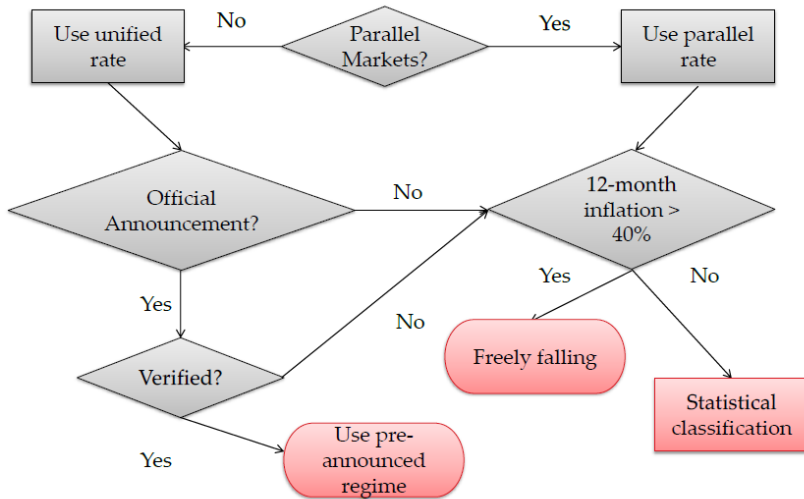 No
Yes
Use unified
rate
Parallel
Markets?
Use parallel
rate
Official
Announcement?
No
12-month
inflation >
40%
Yes
No
Yes
No
Freely falling
Verified?
Statistical
classification
Yes
Use pre-
announced
regime